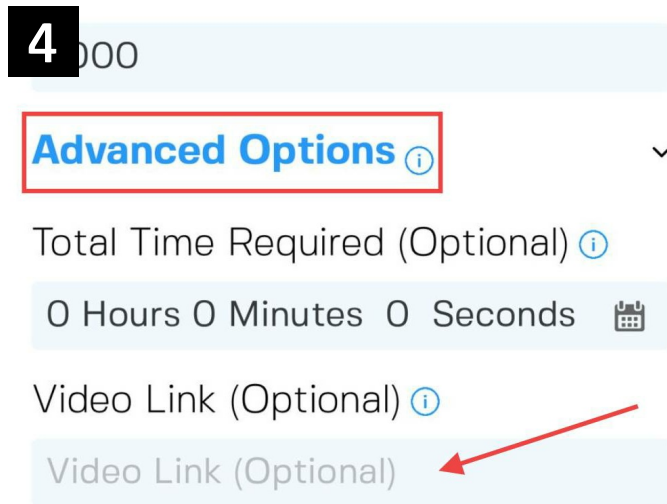 4
000
Advanced Options
Total Time Required (Optional)
0 Hours 0 Minutes 0 Seconds
Video Link (Optional)
Video Link (Optional)